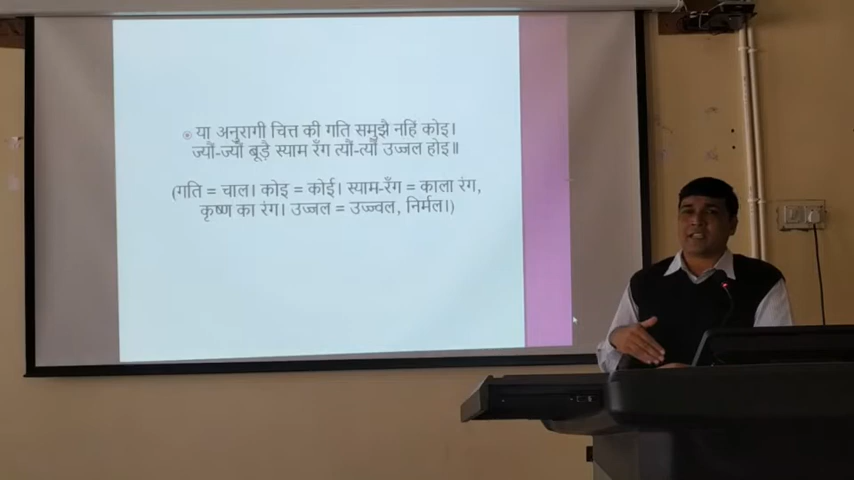 या अनुरागी चित्त की गति समुझै नहिं कोइ।
ज्यौं-ज्यौं बूड़ै स्याम रँग त्यौं-त्यौं उज्जल होइ॥
(गति = चाल। कोइ = कोई। स्याम-रँग = काला रंग,
कृष्ण का रंग। उज्जल = उज्ज्वल, निर्मल।)